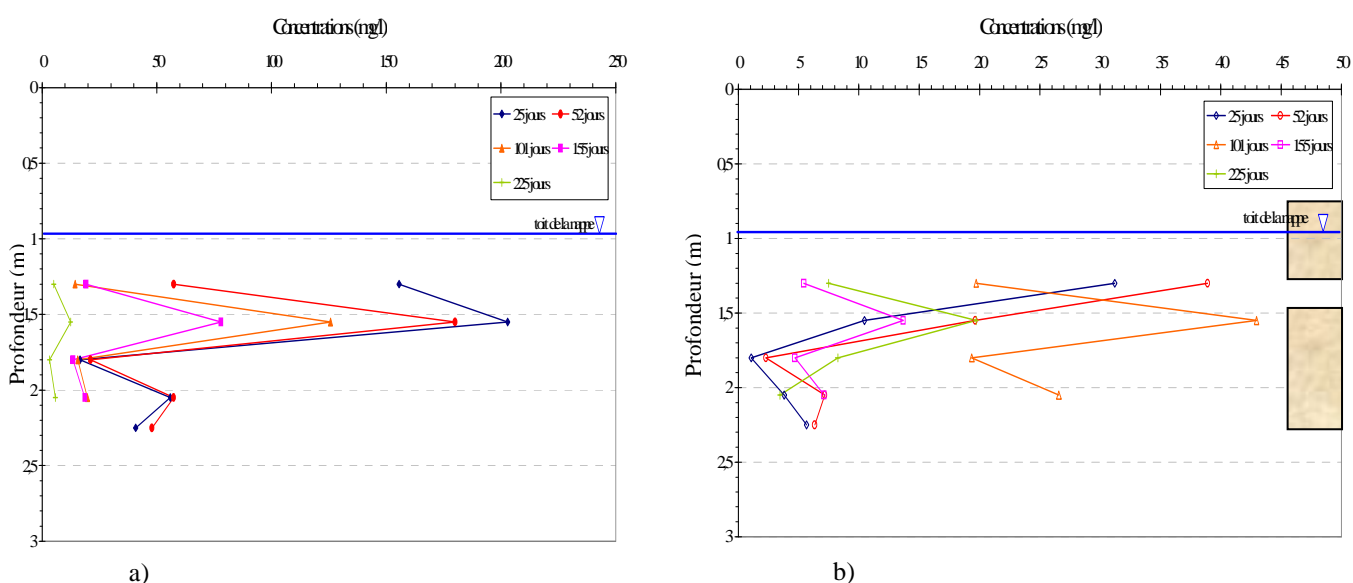 Concentrations (mg/l)
0 50 100 150 200 250
0
0,5
1
1,5
2
2,5
3
Profondeur (m)
25 jours 52 jours
101 jours 155 jours
225 jours
toit de la nappe
a)
Concentrations (mg/l)
0 5 10 15 20 25 30 35 40 45 50
0
0,5
1
1,5
2
2,5
3
Profondeur (m)
25 jours 52 jours
101 jours 155 jours
225 jours
toit de la nappe
b)